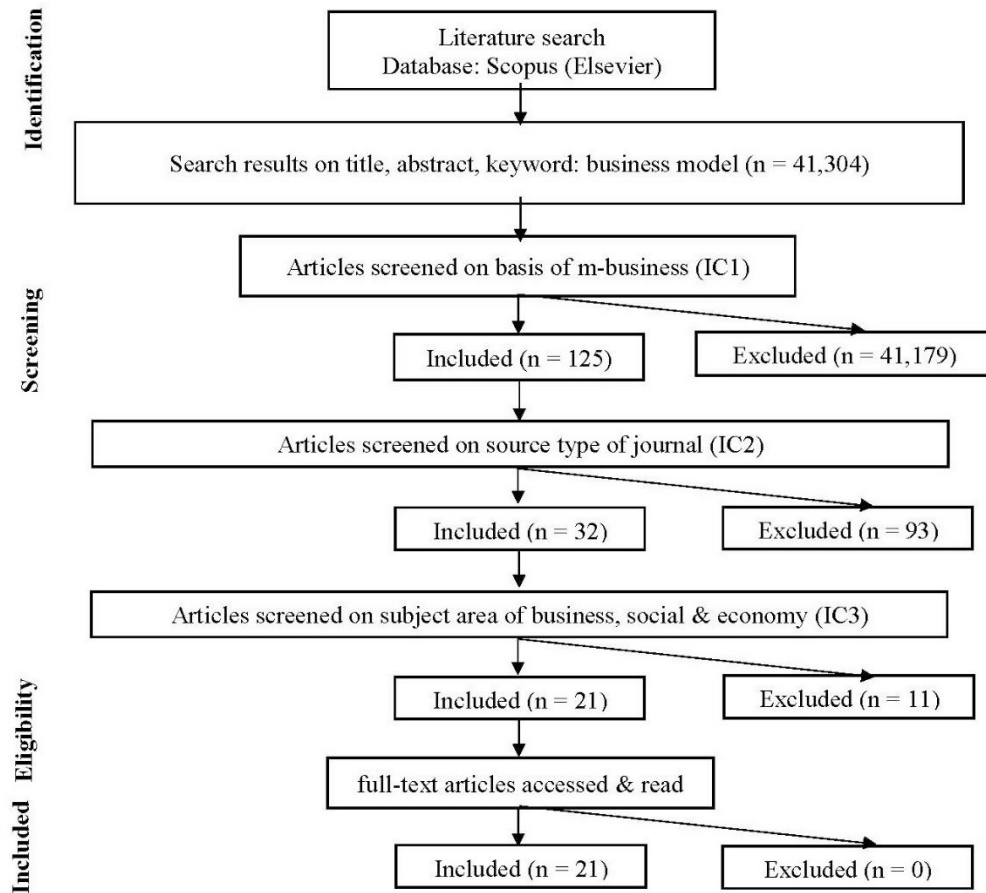 Identification
Literature search
Database: Scopus (Elsevier)
Search results on title, abstract, keyword: business model (n = 41,304)
Screening
Articles screened on basis of m-business (IC1)
Included (n = 125)
Excluded (n = 41,179)
Articles screened on source type of journal (IC2)
Included (n = 32)
Excluded (n = 93)
Articles screened on subject area of business, social & economy (IC3)
Eligibility
Included (n = 21)
Excluded (n = 11)
full-text articles accessed & read
Included
Included (n = 21)
Excluded (n = 0)